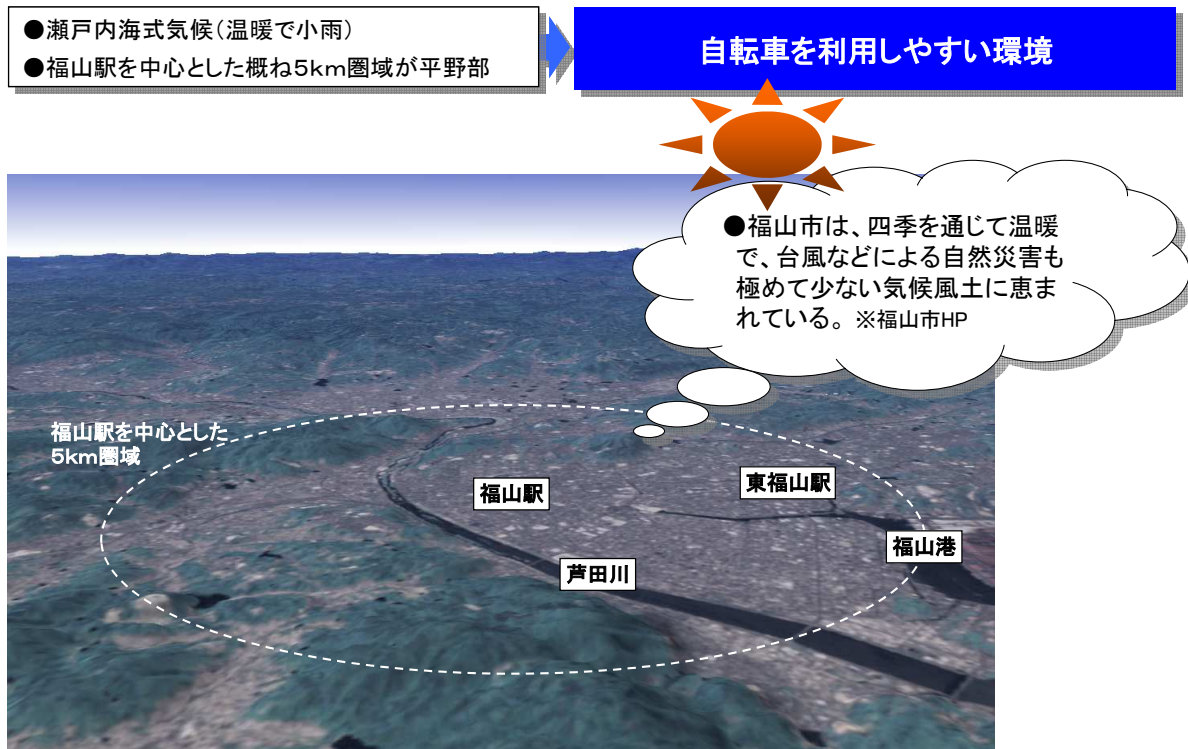 ●瀬戸内海式気候（温暖で小雨）
●福山駅を中心とした概ね5km圏域が平野部
自転車を利用しやすい環境
●福山市は、四季を通じて温暖
で、台風などによる自然災害も
極めて少ない気候風土に恵ま
れている。 ※福山市HP
福山駅を中心とした
5km圏域
福山駅
東福山駅
福山港
芦田川